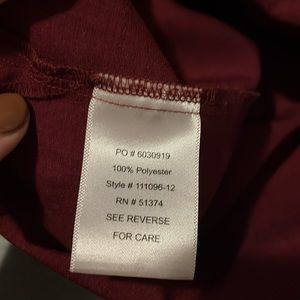 PO # 6030919
100% Polyester
Style # 111096-12
RN # 51374
SEE REVERSE
FOR CARE